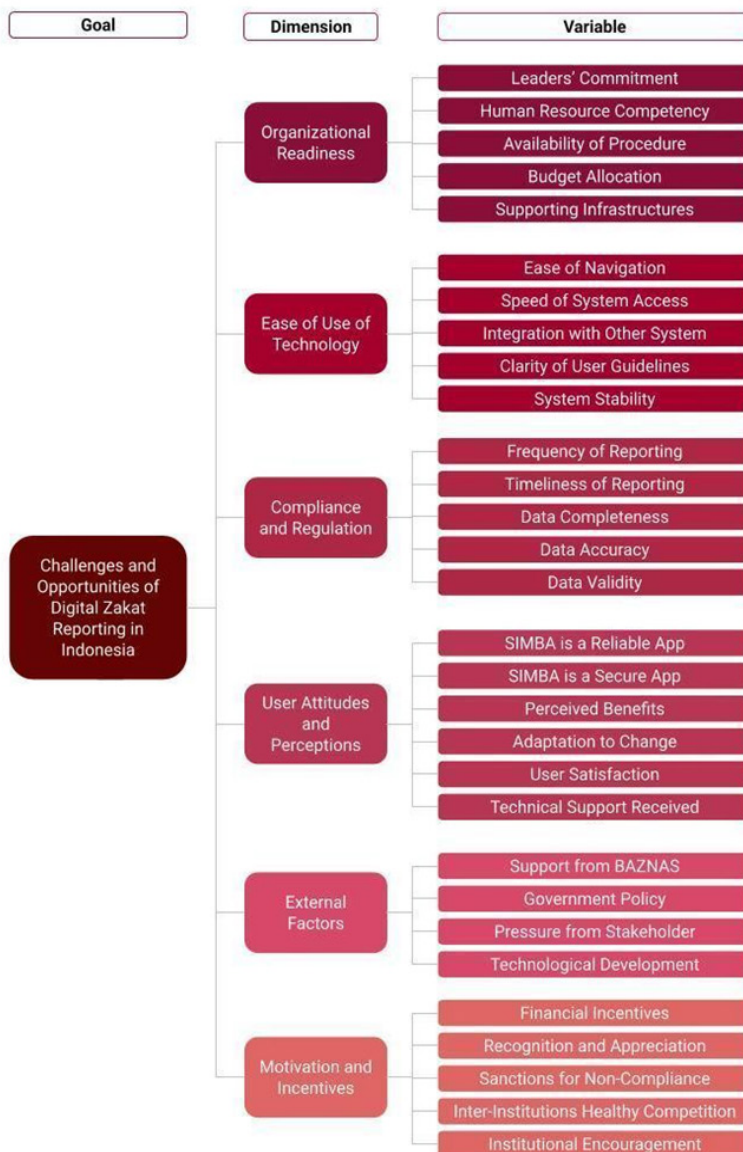 Goal
Dimension
Variable
Challenges and
Opportunities of
Digital Zakat
Reporting in
Indonesia
Organizational
Readiness
Leaders’ Commitment
Human Resource Competency
Availability of Procedure
Budget Allocation
Supporting Infrastructures
Ease of Use of
Technology
Ease of Navigation
Speed of System Access
Integration with Other System
Clarity of User Guidelines
System Stability
Compliance
and Regulation
Frequency of Reporting
Timeliness of Reporting
Data Completeness
Data Accuracy
Data Validity
User Attitudes
and
Perceptions
SIMBA is a Reliable App
SIMBA is a Secure App
Perceived Benefits
Adaptation to Change
User Satisfaction
Technical Support Received
External
Factors
Support from BAZNAS
Government Policy
Pressure from Stakeholder
Technological Development
Motivation and
Incentives
Financial Incentives
Recognition and Appreciation
Sanctions for Non-Compliance
Inter-Institutions Healthy Competition
Institutional Encouragement